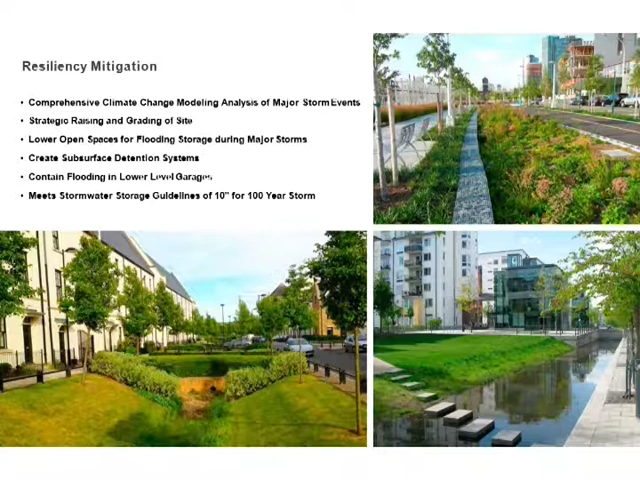 Resiliency Mitigation
• Comprehensive Climate Change Modeling Analysis of Major Storm Events
• Strategic Raising and Grading of Site
• Lower Open Spaces for Flooding Storage during Major Storms
• Create Subsurface Detention Systems
• Contain Flooding in Lower Level Garages
• Meets Stormwater Storage Guidelines of 10" for 100 Year Storm